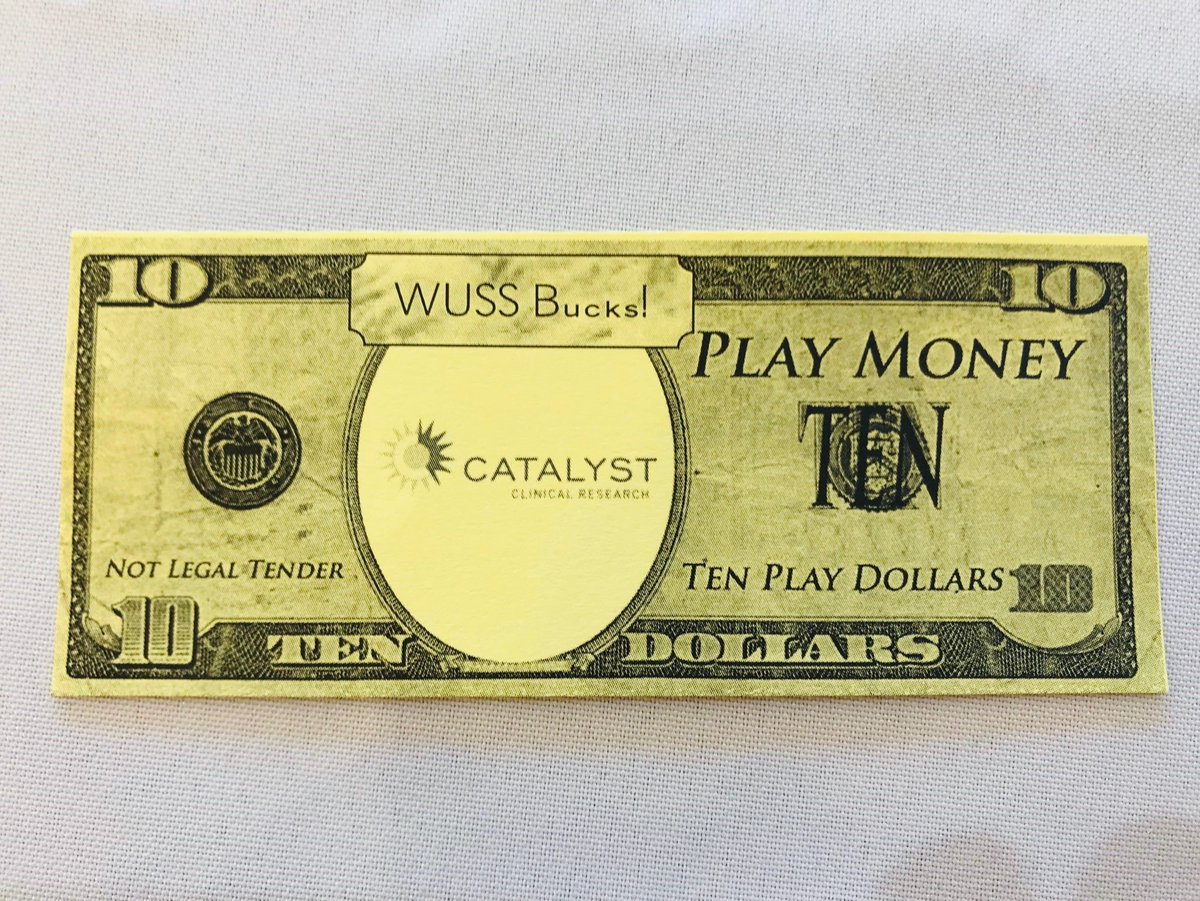 10
WUSS Bucks!
10
PLAY MONEY
TEN
CATALYST
CLINICAL RESEARCH
NOT LEGAL TENDER
TEN PLAY DOLLARS
10
10
TEN
DOLLARS